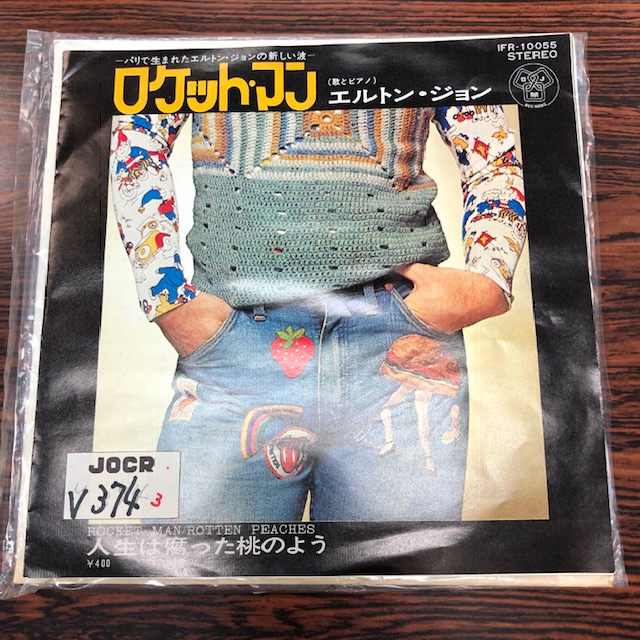 ―パリで生まれたエルトン・ジョンの新しい波―
IFR-10055
STEREO
ロケット・マン
(歌とピアノ)
エルトン・ジョン
D J
JOCR
V374 3
ROCKET MAN/ROTTEN PEACHES
人生は腐った桃のよう
¥400